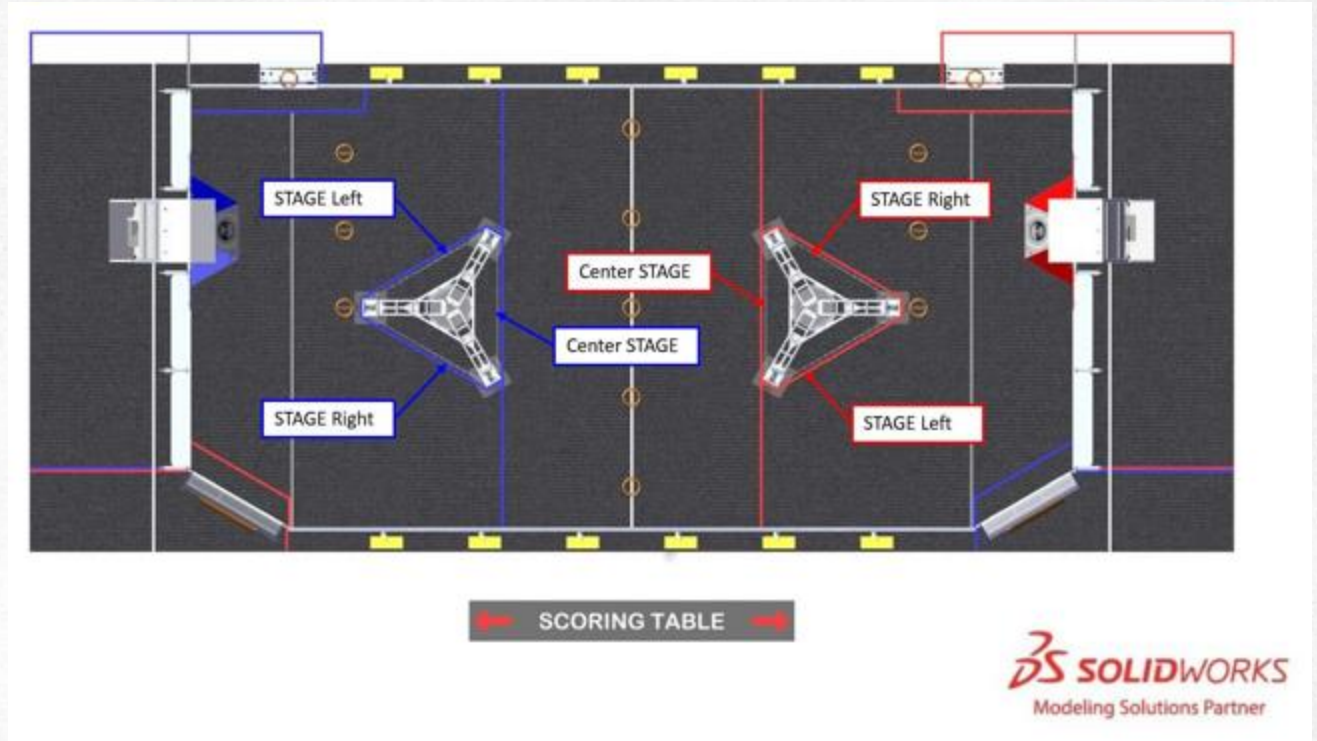 STAGE Left
STAGE Right
Center STAGE
Center STAGE
STAGE Right
STAGE Left
SCORING TABLE
SOLIDWORKS
Modeling Solutions Partner